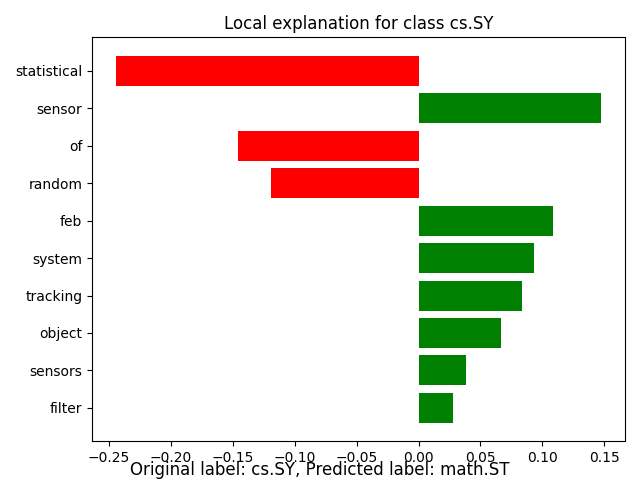 Local explanation for class cs.SY
statistical
sensor
of
random
feb
system
tracking
object
sensors
filter
−0.25 −0.20 −0.15 −0.10 −0.05 0.00 0.05 0.10 0.15
Original label: cs.SY, Predicted label: math.ST